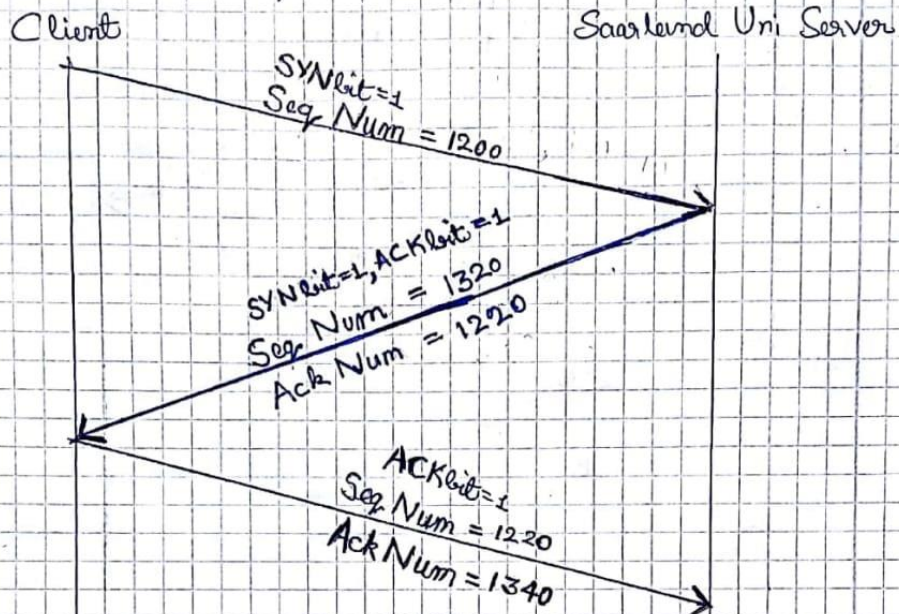 Client
Saarland Uni Server
SYNbit=1
Seq Num = 1200
SYNbit=1, ACKbit=1
Seq Num = 1320
Ack Num = 1220
ACKbit=1
Seq Num = 1220
Ack Num = 1340